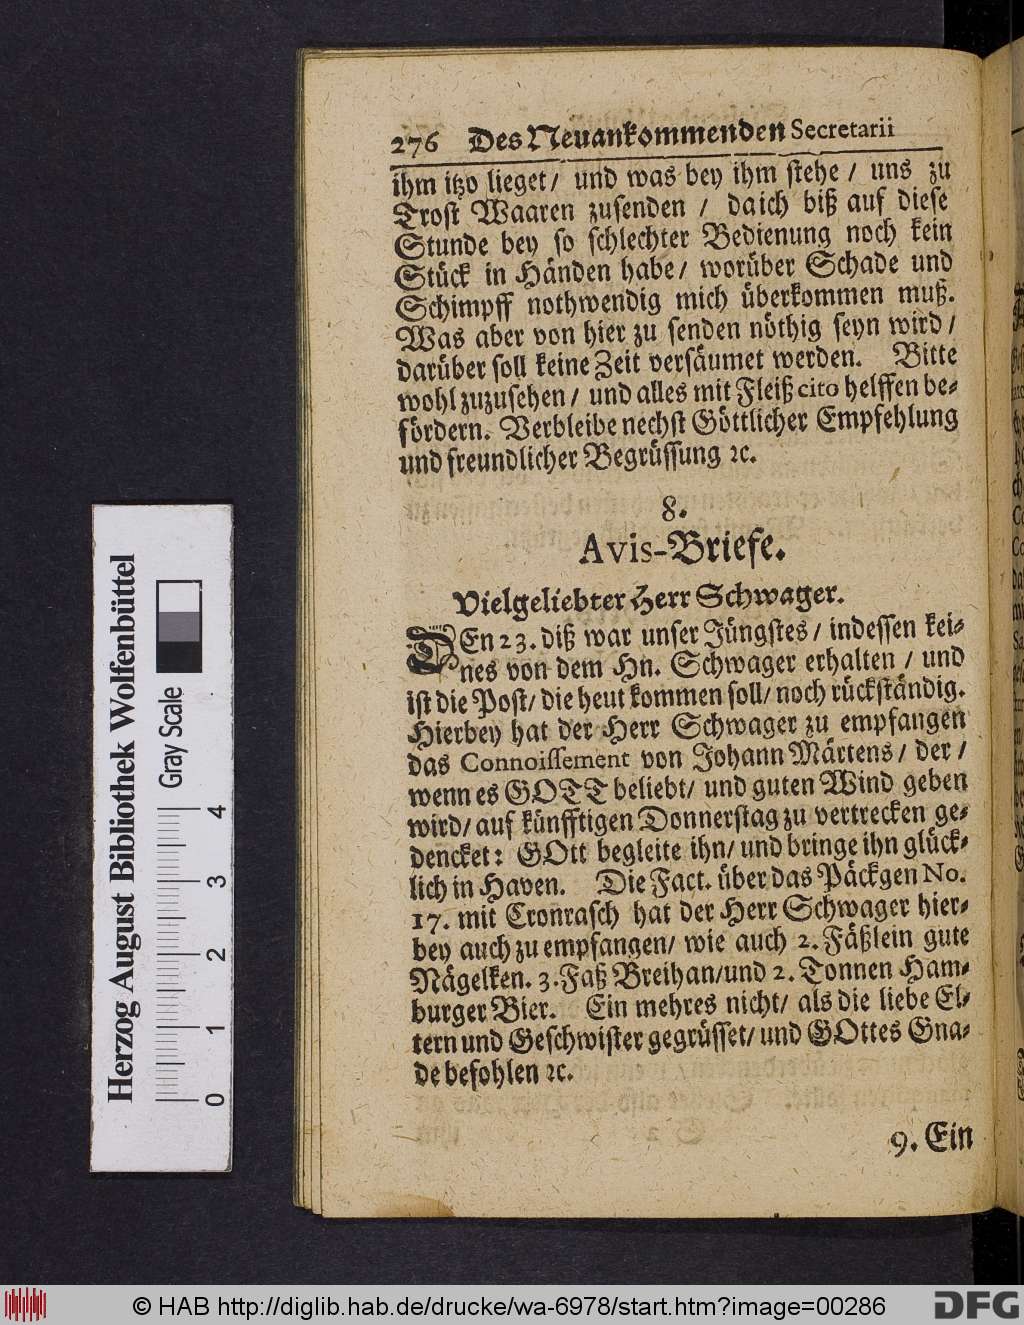 276 Des Neuankommenden Secretarii
ihm itzo lieget/ und was bey ihm stehe/ uns zu
Trost Waaren zusenden / da ich biß auf diese
Stunde bey so schlechter Bedienung noch kein
Stück in Händen habe/ worüber Schade und
Schimpff nothwendig mich überkommen muß.
Was aber von hier zu senden nöthig seyn wird/
darüber soll keine Zeit versäumet werden. Bitte
wohl zuzusehen/ und alles mit Fleiß cito helffen be-
fördern. Verbleibe nechst Göttlicher Empfehlung
und freundlicher Begrüssung ꝛc.
8.
Avis-Briefe.
Vielgeliebter Herr Schwager.
DEn 23. diß war unser Jüngstes/ indessen kei-
nes von dem Hn. Schwager erhalten / und
ist die Post/ die heut kommen soll/ noch rückständig.
Hierbey hat der Herr Schwager zu empfangen
das Connoissement von Johann Märtens/ der/
wenn es GOTT beliebt/ und guten Wind geben
wird/ auf künfftigen Donnerstag zu vertrecken ge-
dencket: GOtt begleite ihn/ und bringe ihn glück-
lich in Haven. Die Fact. über das Päckgen No.
17. mit Cronrasch hat der Herr Schwager hier-
bey auch zu empfangen/ wie auch 2. Fäßlein gute
Nägelken. 3. Faß Breihan/ und 2. Tonnen Ham-
burger Bier. Ein mehres nicht/ als die liebe El-
tern und Geschwister gegrüsset/ und GOttes Gna-
de befohlen ꝛc.
9. Ein
Herzog August Bibliothek Wolfenbüttel
Gray Scale
0 1 2 3 4
© HAB http://diglib.hab.de/drucke/wa-6978/start.htm?image=00286
DFG